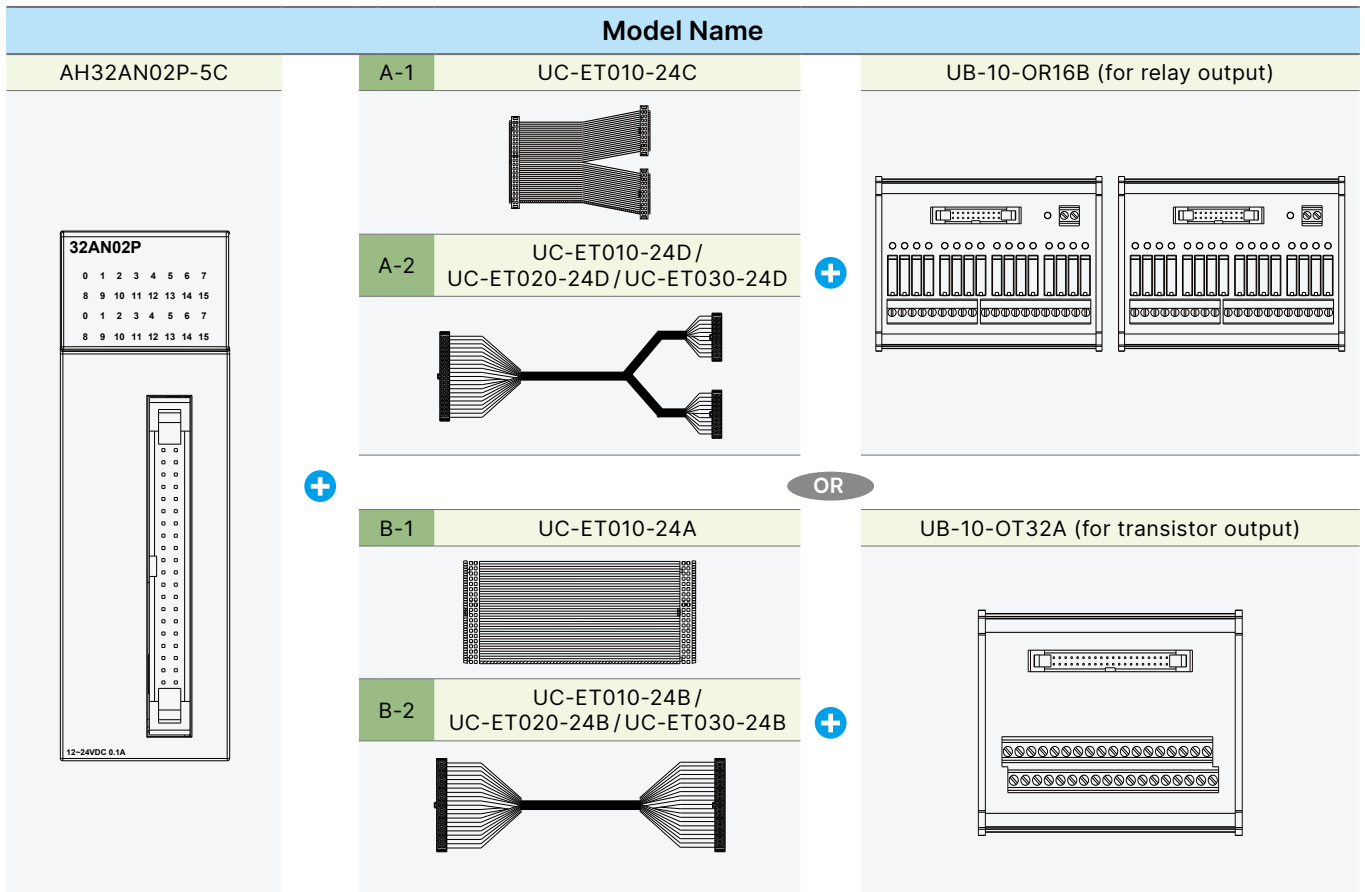 Model Name
AH32AN02P-5C
32AN02P
0 1 2 3 4 5 6 7
8 9 10 11 12 13 14 15
0 1 2 3 4 5 6 7
8 9 10 11 12 13 14 15
12~24VDC 0.1A
A-1 UC-ET010-24C
A-2 UC-ET010-24D/
UC-ET020-24D/UC-ET030-24D
UB-10-OR16B (for relay output)
OR
B-1 UC-ET010-24A
B-2 UC-ET010-24B/
UC-ET020-24B/UC-ET030-24B
UB-10-OT32A (for transistor output)